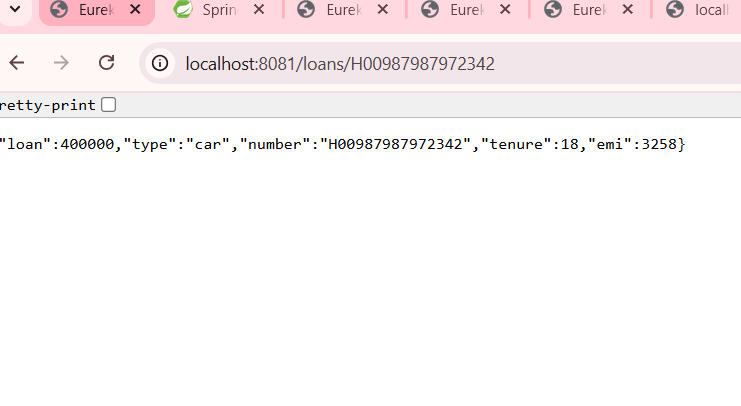 Eurek Sprin Eurek Eurek Eurek locall
localhost:8081/loans/H00987987972342
retty-print
"loan":400000,"type":"car","number":"H00987987972342","tenure":18,"emi":3258}